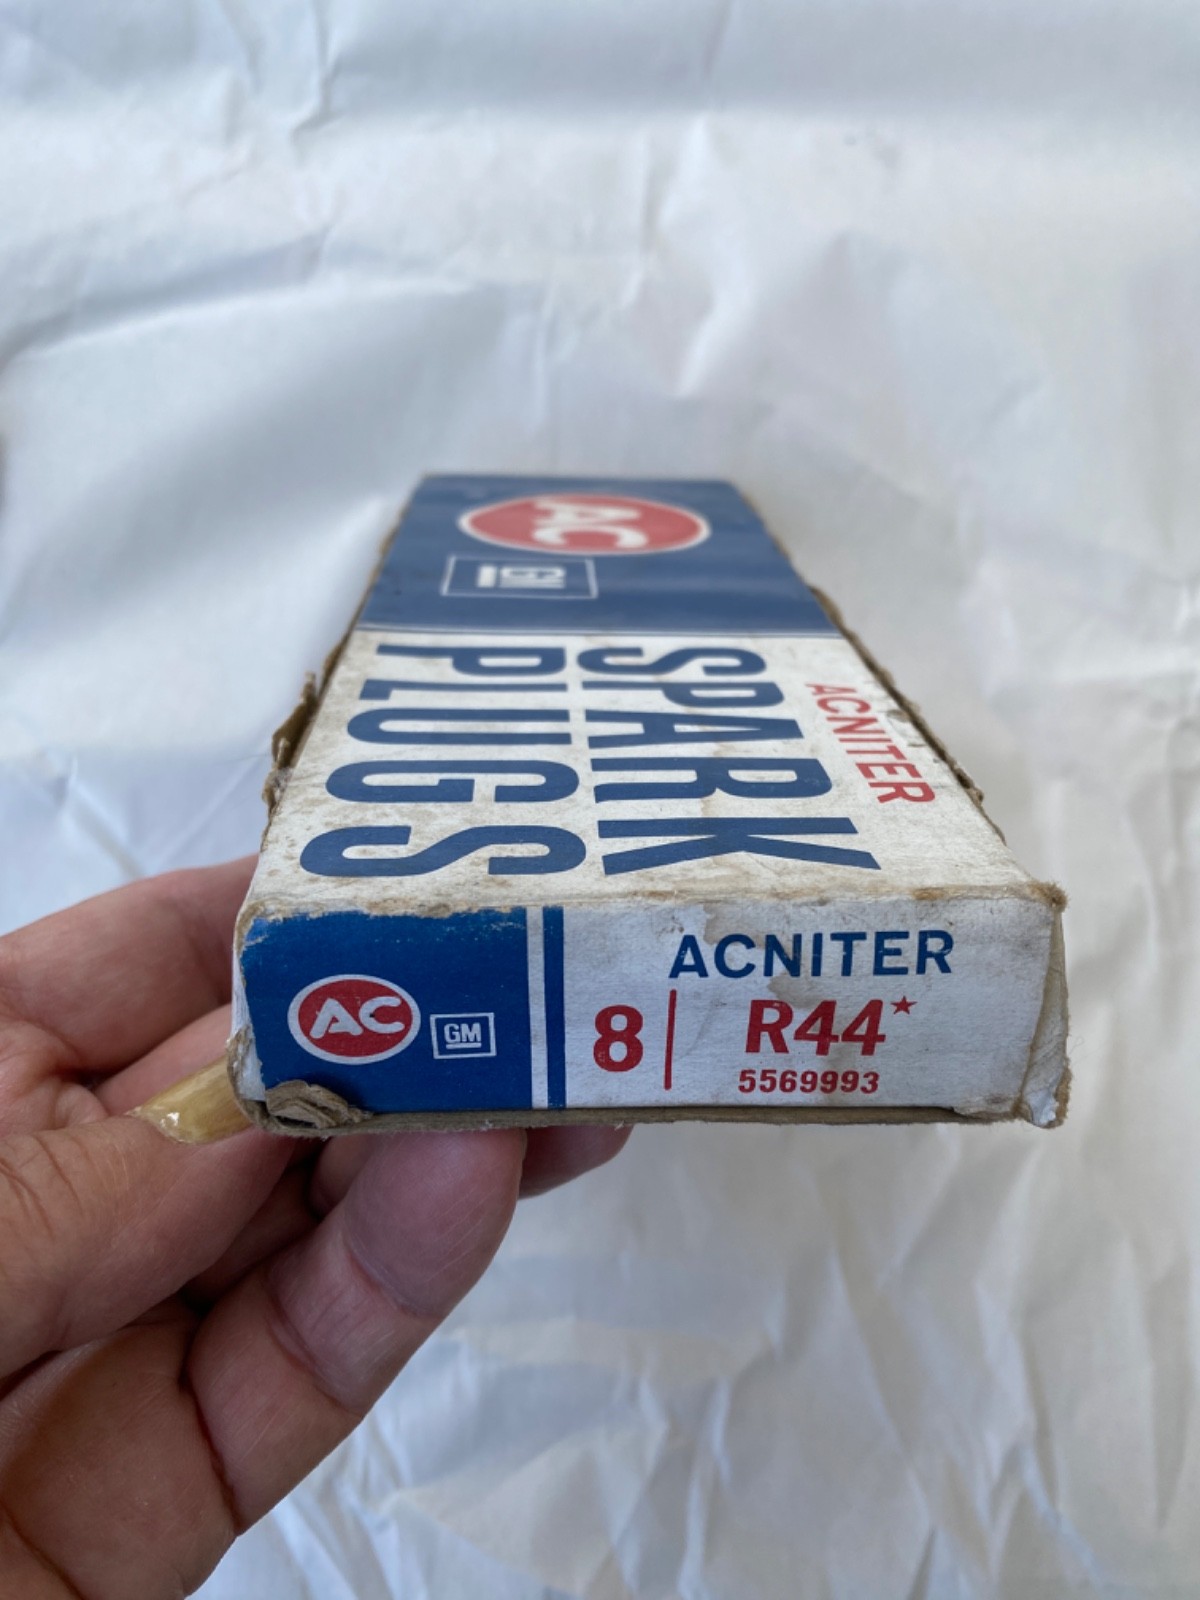 AC
GM
ACNITER
SPARK
PLUGS
AC
GM
ACNITER
8
R44*
5569993